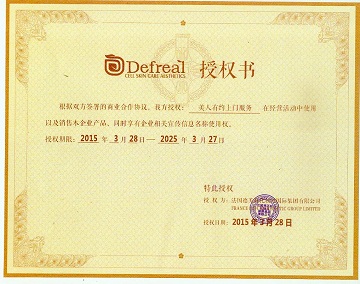 Defreal 授权书
CELL SKIN CARE AESTHETICS
根据双方签署的商业合作协议，我方授权： 美人有约上门服务 在经营活动中使用
以及销售本企业产品、同时享有企业相关宣传信息名称使用权。
授权期限： 2015 年 3 月 28 日— 2025 年 3 月 27 日
特此授权
授 权 方：法国 国际集团有限公司
GROUP LIMITED
授权日期：2015 年 3 月 28 日